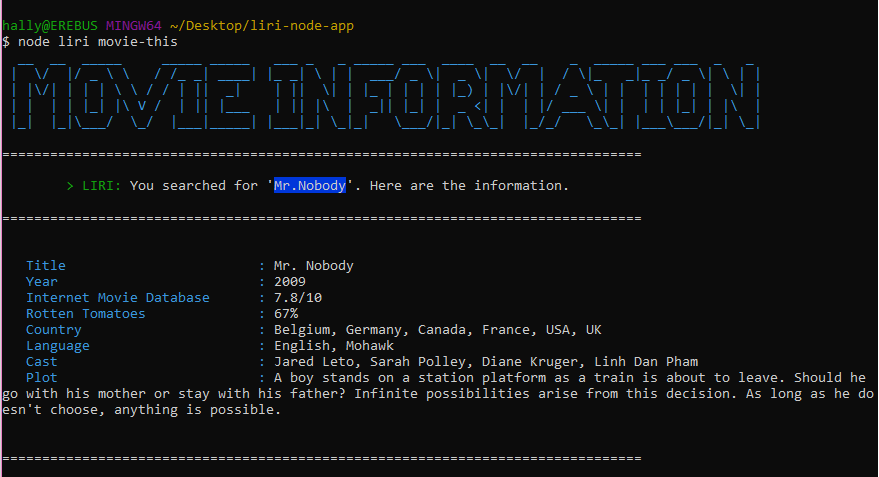 hally@EREBUS MINGW64 ~/Desktop/liri-node-app
$ node liri movie-this
MOVIE INFORMATION
================================================================================
> LIRI: You searched for 'Mr.Nobody'. Here are the information.
================================================================================
Title : Mr. Nobody
Year : 2009
Internet Movie Database : 7.8/10
Rotten Tomatoes : 67%
Country : Belgium, Germany, Canada, France, USA, UK
Language : English, Mohawk
Cast : Jared Leto, Sarah Polley, Diane Kruger, Linh Dan Pham
Plot : A boy stands on a station platform as a train is about to leave. Should he
go with his mother or stay with his father? Infinite possibilities arise from this decision. As long as he do
esn't choose, anything is possible.
================================================================================